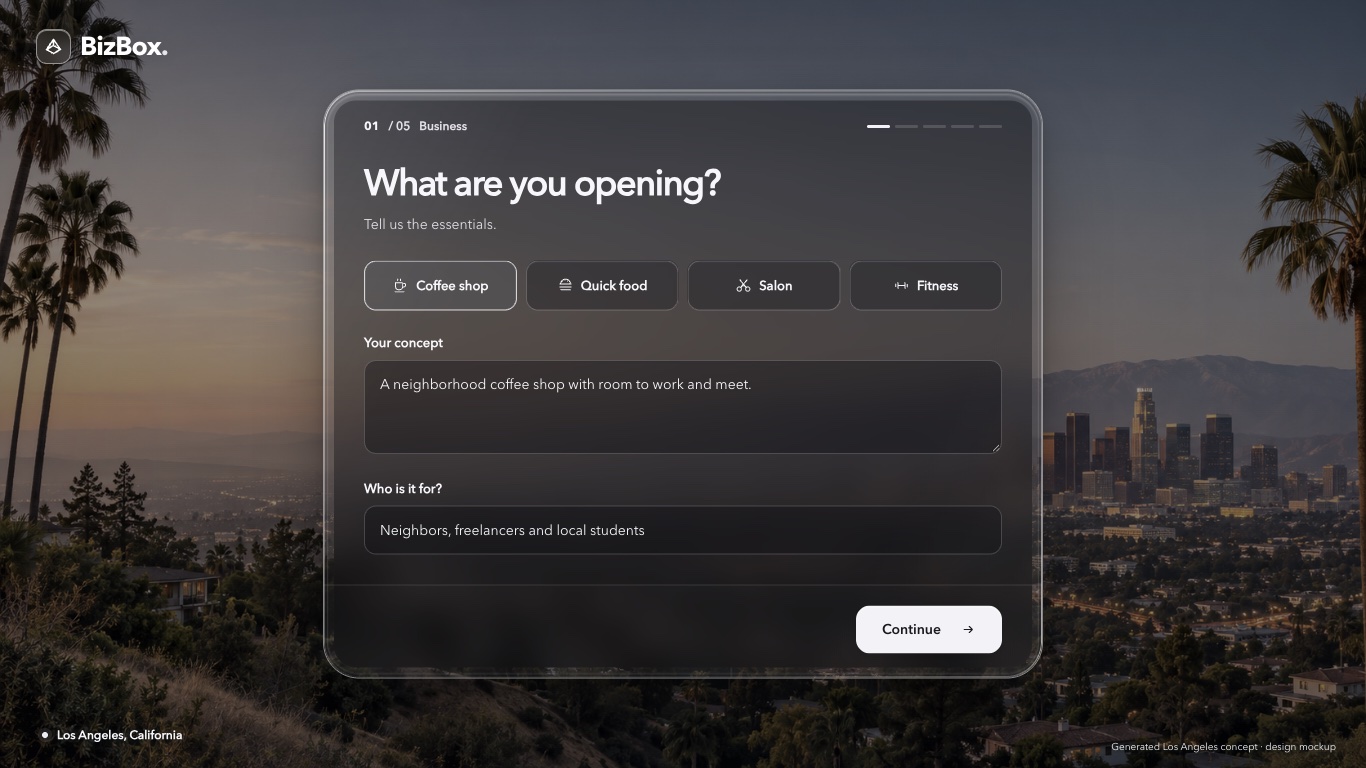 BizBox.
01 / 05 Business
What are you opening?
Tell us the essentials.
Coffee shop
Quick food
Salon
Fitness
Your concept
A neighborhood coffee shop with room to work and meet.
Who is it for?
Neighbors, freelancers and local students
Continue →
Los Angeles, California
Generated Los Angeles concept · design mockup